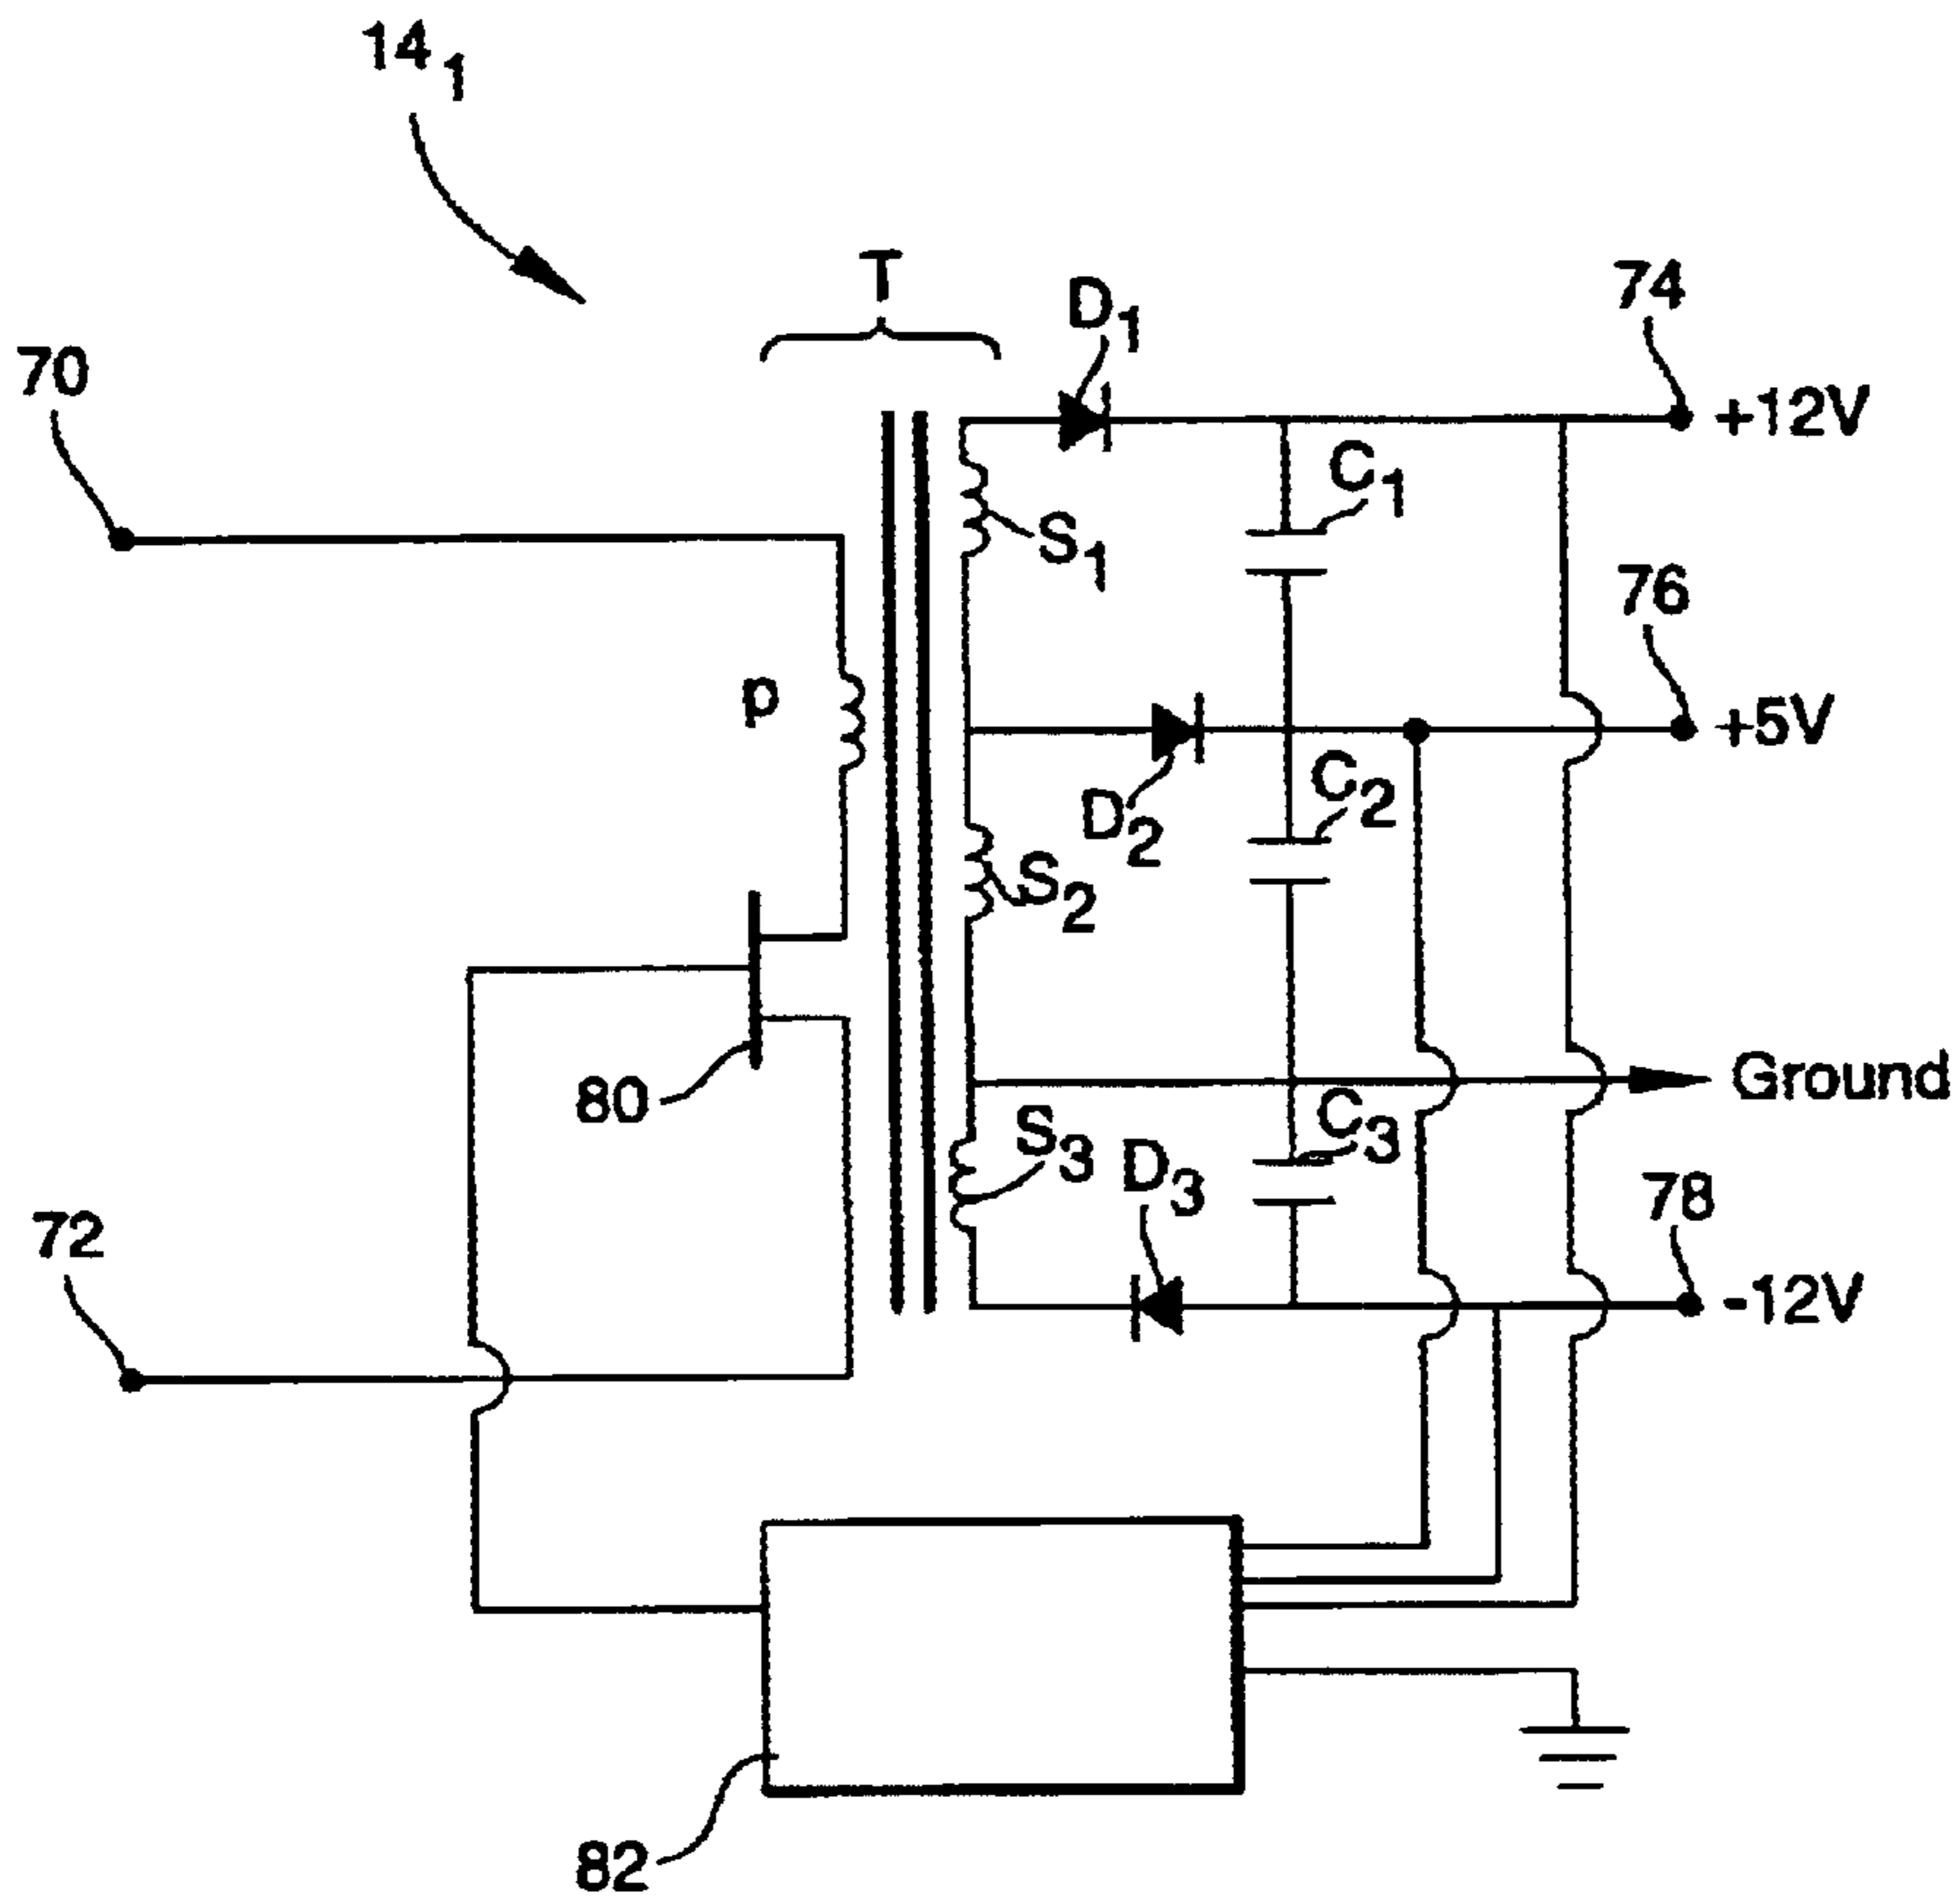 14₁
T
D₁
74
70
+12V
C₁
S₁
76
p
+5V
C₂
D₂
S₂
80
Ground
C₃
S₃
D₃
78
72
-12V
82